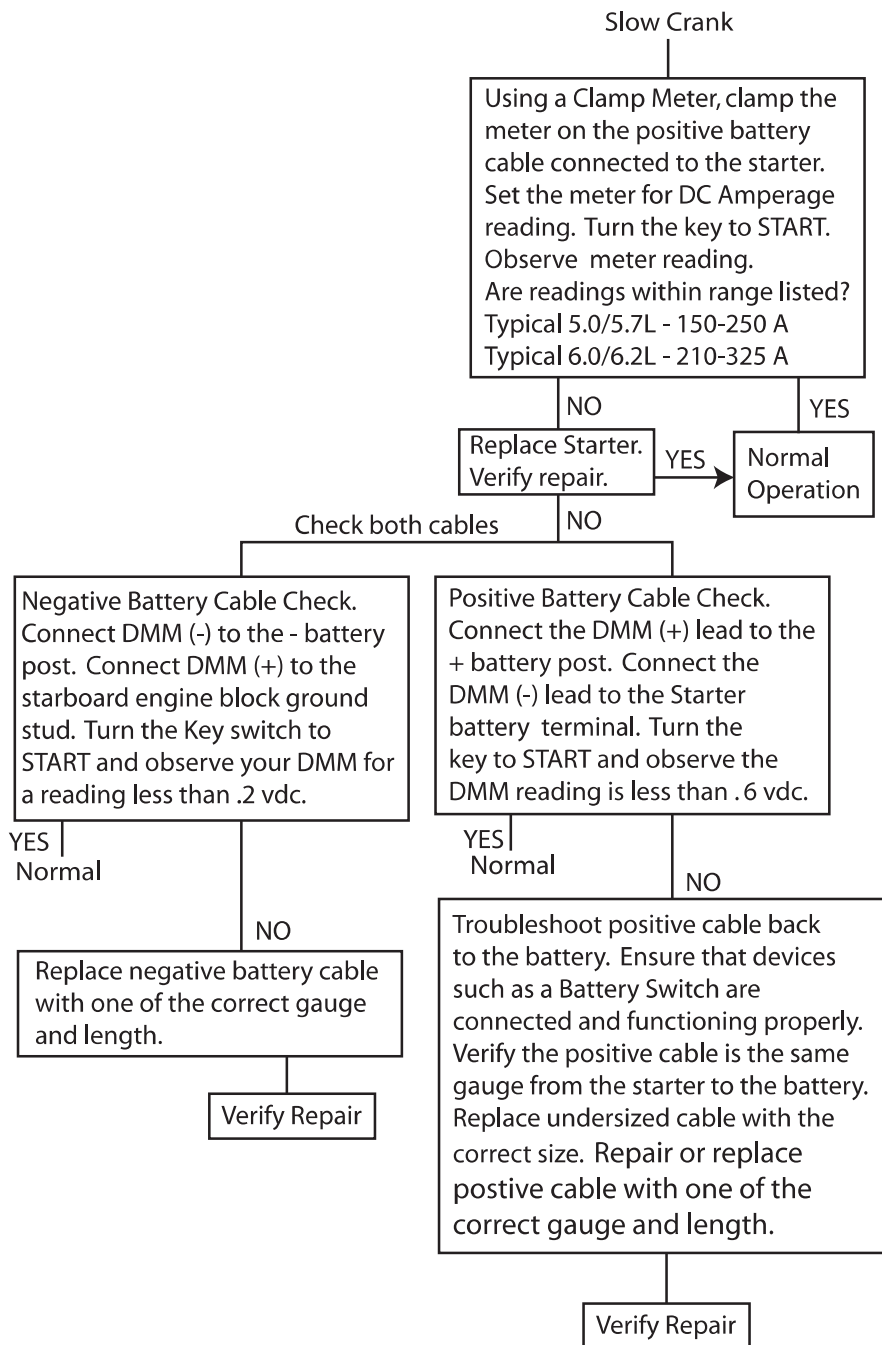 Slow Crank
Using a Clamp Meter, clamp the
meter on the positive battery
cable connected to the starter.
Set the meter for DC Amperage
reading. Turn the key to START.
Observe meter reading.
Are readings within range listed?
Typical 5.0/5.7L - 150-250 A
Typical 6.0/6.2L - 210-325 A
NO
YES
Replace Starter.
Verify repair.
YES
Normal
Operation
NO
Check both cables
Negative Battery Cable Check.
Connect DMM (-) to the - battery
post. Connect DMM (+) to the
starboard engine block ground
stud. Turn the Key switch to
START and observe your DMM for
a reading less than .2 vdc.
YES
Normal
NO
Replace negative battery cable
with one of the correct gauge
and length.
Verify Repair
Positive Battery Cable Check.
Connect the DMM (+) lead to the
+ battery post. Connect the
DMM (-) lead to the Starter
battery terminal. Turn the
key to START and observe the
DMM reading is less than .6 vdc.
YES
Normal
NO
Troubleshoot positive cable back
to the battery. Ensure that devices
such as a Battery Switch are
connected and functioning properly.
Verify the positive cable is the same
gauge from the starter to the battery.
Replace undersized cable with the
correct size. Repair or replace
postive cable with one of the
correct gauge and length.
Verify Repair